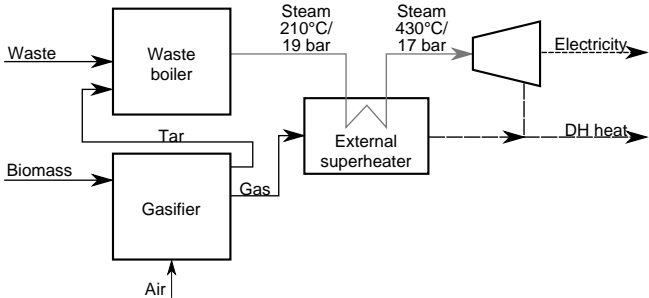 Steam
210°C/
19 bar
Steam
430°C/
17 bar
Waste
Waste
boiler
Electricity
Tar
External
superheater
DH heat
Biomass
Gasifier
Gas
Air